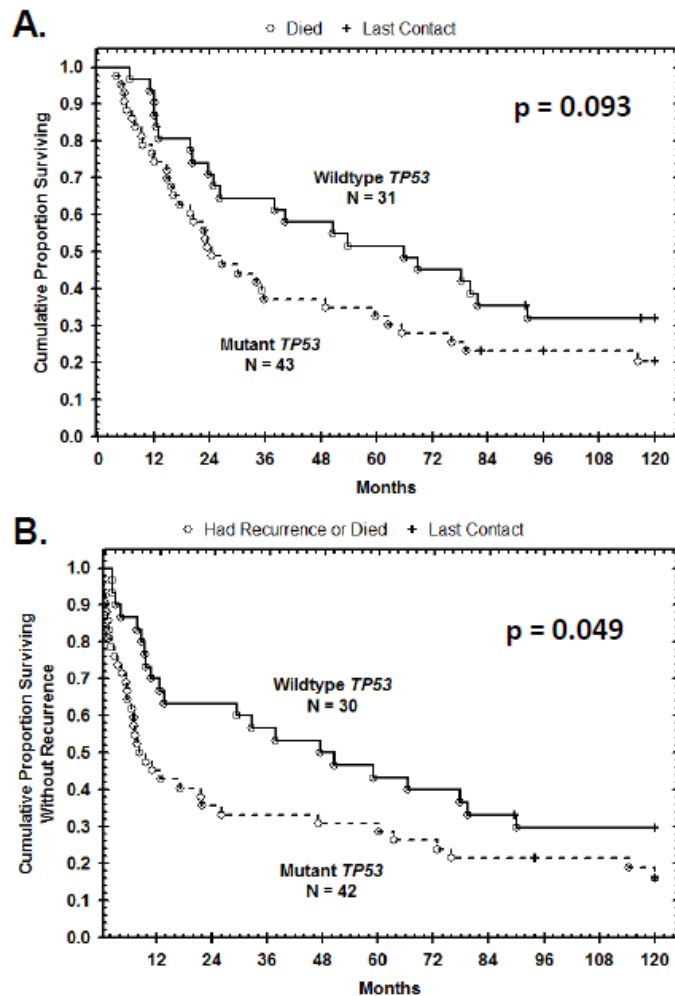 A.
Died Last Contact
1.0
0.9
0.8
0.7
0.6
0.5
0.4
0.3
0.2
0.1
0.0
Cumulative Proportion Surviving
p = 0.093
Wildtype TP53
N = 31
Mutant TP53
N = 43
0 12 24 36 48 60 72 84 96 108 120
Months
B.
Had Recurrence or Died Last Contact
1.0
0.9
0.8
0.7
0.6
0.5
0.4
0.3
0.2
0.1
0.0
Cumulative Proportion Surviving
Without Recurrence
p = 0.049
Wildtype TP53
N = 30
Mutant TP53
N = 42
12 24 36 48 60 72 84 96 108 120
Months